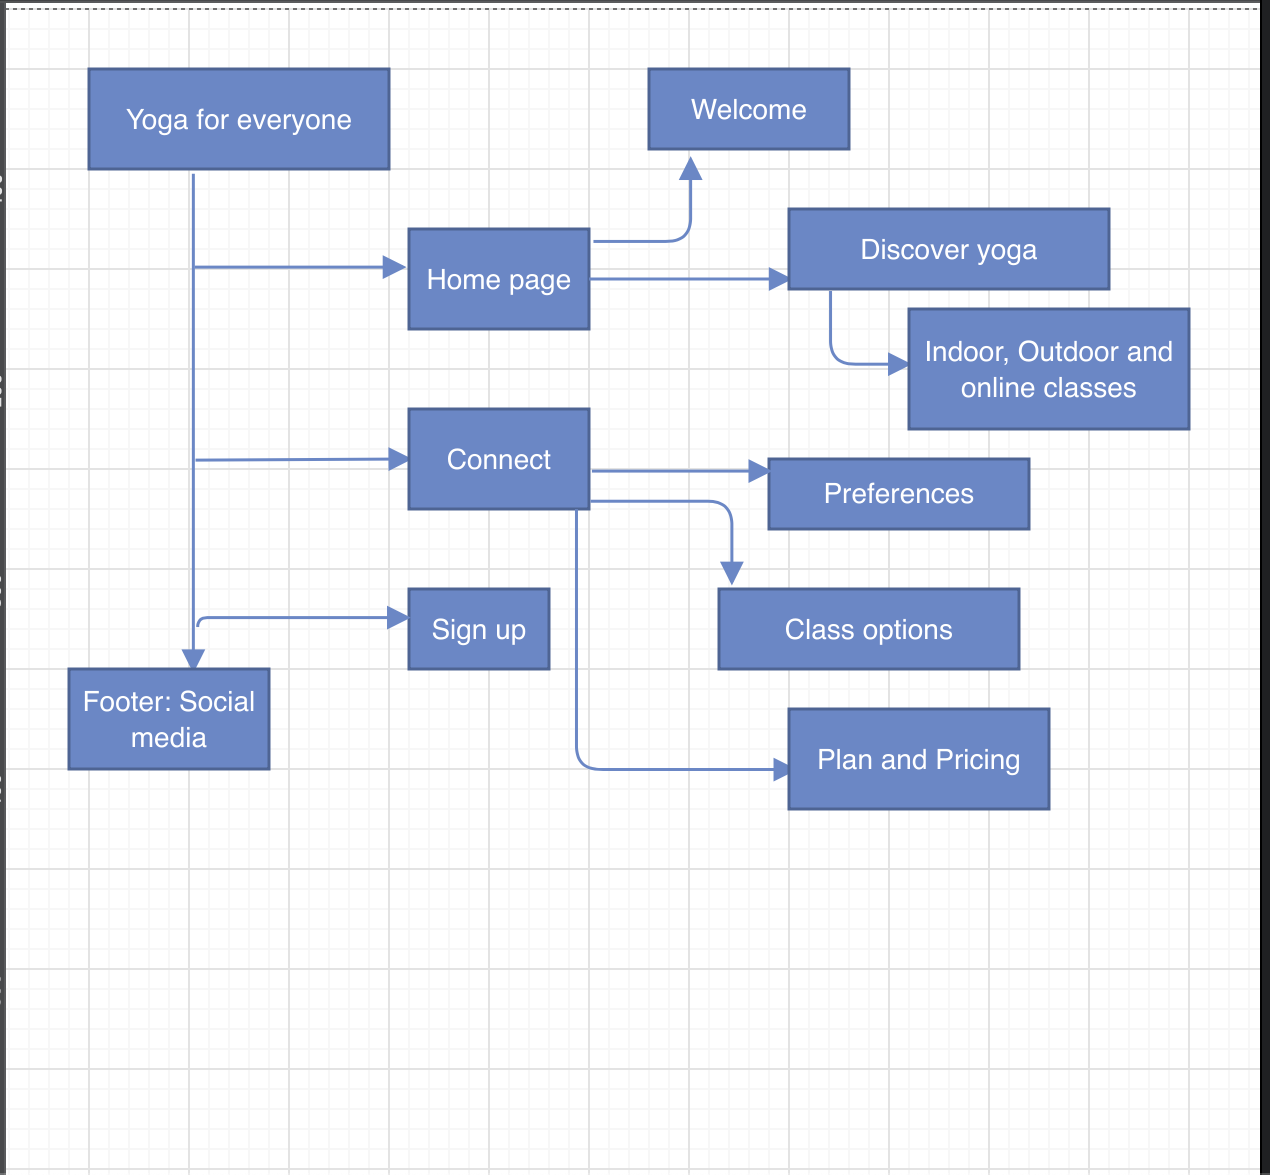 Yoga for everyone
Welcome
Home page
Discover yoga
Indoor, Outdoor and
online classes
Connect
Preferences
Sign up
Class options
Footer: Social
media
Plan and Pricing